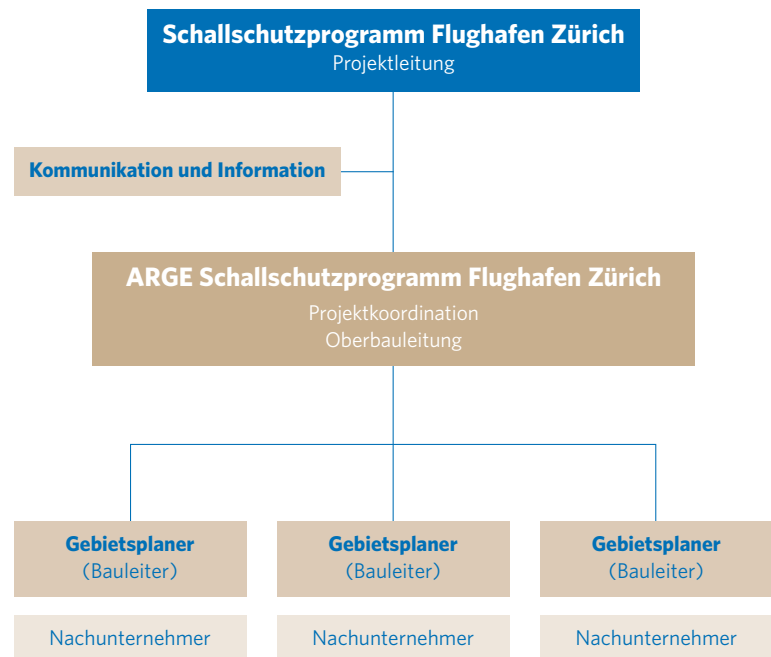 Schallschutzprogramm Flughafen Zürich
Projektleitung
Kommunikation und Information
ARGE Schallschutzprogramm Flughafen Zürich
Projektkoordination
Oberbauleitung
Gebietsplaner
(Bauleiter)
Gebietsplaner
(Bauleiter)
Gebietsplaner
(Bauleiter)
Nachunternehmer
Nachunternehmer
Nachunternehmer